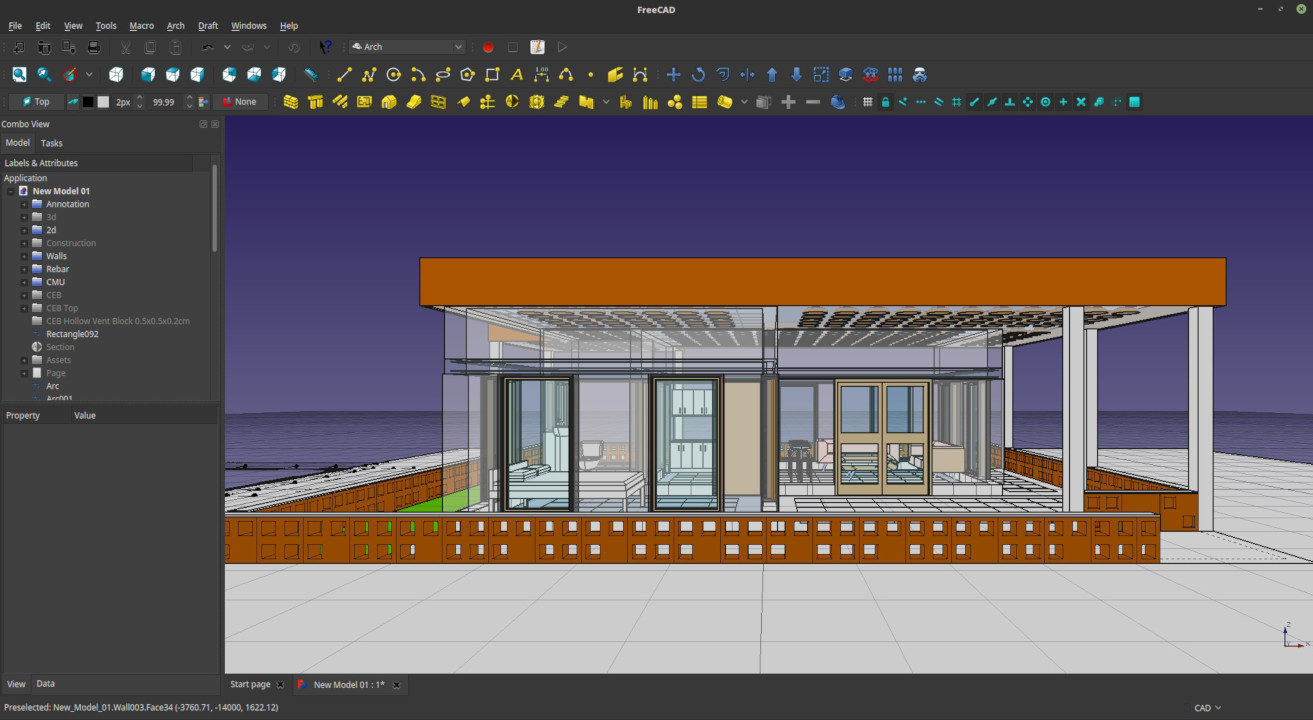 FreeCAD
File Edit View Tools Macro Arch Draft Windows Help
Arch
Top 2px 99.99 None
Combo View
Model Tasks
Labels & Attributes
Application
New Model 01
Annotation
3d
2d
Construction
Walls
Rebar
CMU
CEB
CEB Top
CEB Hollow Vent Block 0.5x0.5x0.2cm
Rectangle092
Section
Assets
Page
Arc
Arc001
Property Value
Z
X
View Data
Start page New Model 01 : 1*
Preselected: New_Model_01.Wall003.Face34 (-3760.71, -14000, 1622.12)
CAD